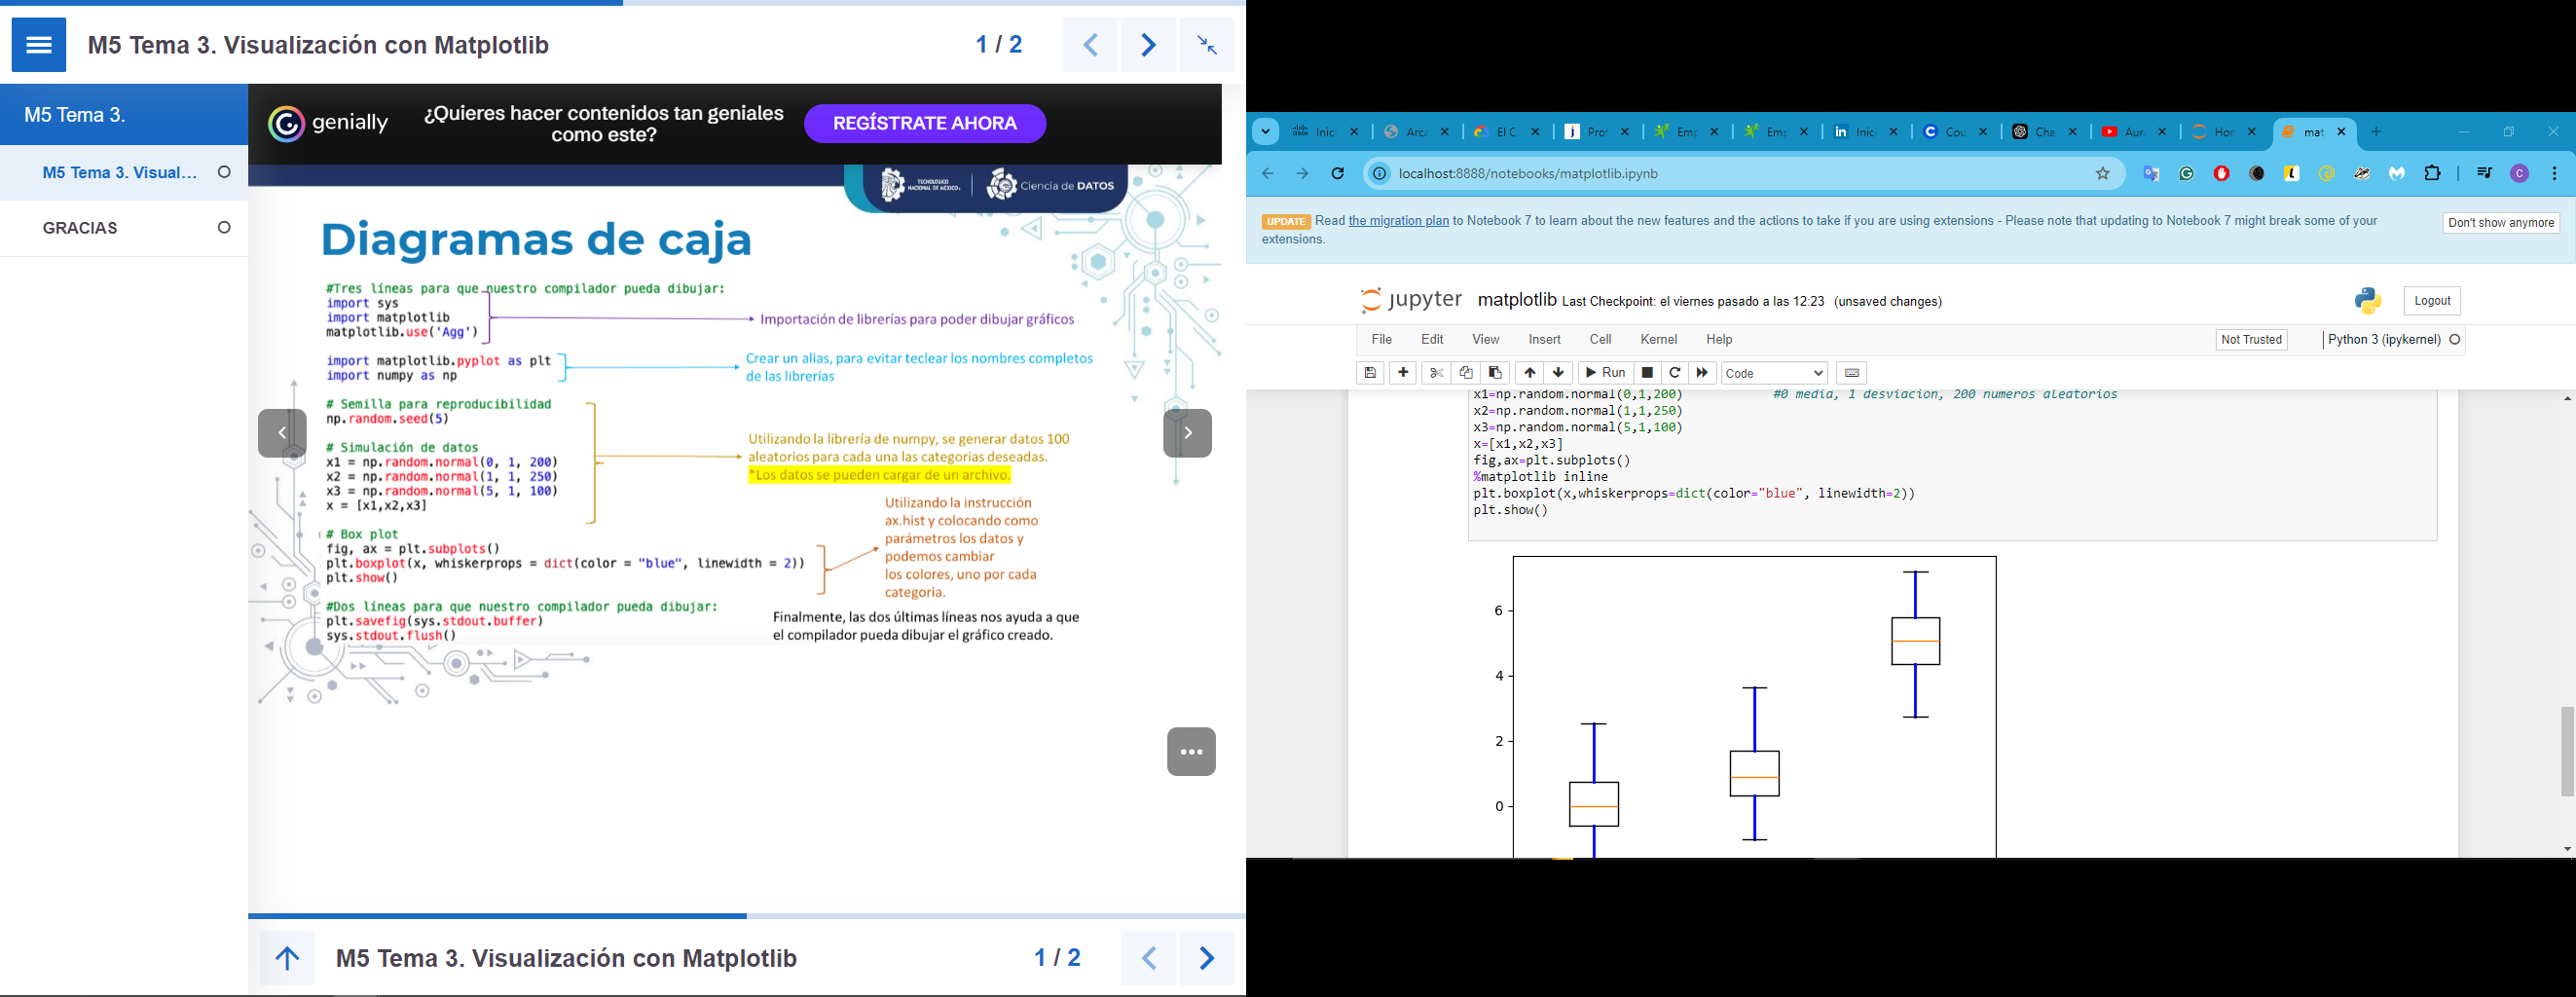 M5 Tema 3. Visualización con Matplotlib
1 / 2
M5 Tema 3.
M5 Tema 3. Visual...
GRACIAS
genially
¿Quieres hacer contenidos tan geniales
como este?
REGÍSTRATE AHORA
TECNOLÓGICO
NACIONAL DE MÉXICO
Ciencia de DATOS
Diagramas de caja
#Tres líneas para que nuestro compilador pueda dibujar:
import sys
import matplotlib
matplotlib.use('Agg')
Importación de librerías para poder dibujar gráficos
import matplotlib.pyplot as plt
import numpy as np
Crear un alias, para evitar teclear los nombres completos
de las librerías
# Semilla para reproducibilidad
np.random.seed(5)
# Simulación de datos
x1 = np.random.normal(0, 1, 200)
x2 = np.random.normal(1, 1, 250)
x3 = np.random.normal(5, 1, 100)
x = [x1,x2,x3]
Utilizando la librería de numpy, se generar datos 100
aleatorios para cada una las categorias deseadas.
*Los datos se pueden cargar de un archivo.
# Box plot
fig, ax = plt.subplots()
plt.boxplot(x, whiskerprops = dict(color = "blue", linewidth = 2))
plt.show()
Utilizando la instrucción
ax.hist y colocando como
parámetros los datos y
podemos cambiar
los colores, uno por cada
categoria.
#Dos líneas para que nuestro compilador pueda dibujar:
plt.savefig(sys.stdout.buffer)
sys.stdout.flush()
Finalmente, las dos últimas líneas nos ayuda a que
el compilador pueda dibujar el gráfico creado.
M5 Tema 3. Visualización con Matplotlib
1 / 2
Inici
Arca
El C
Prof
Emp
Emp
Inici
Cou
Cha
Aur
Hor
mat
localhost:8888/notebooks/matplotlib.ipynb
UPDATE Read the migration plan to Notebook 7 to learn about the new features and the actions to take if you are using extensions - Please note that updating to Notebook 7 might break some of your
extensions.
Don't show anymore
jupyter matplotlib Last Checkpoint: el viernes pasado a las 12:23 (unsaved changes)
Logout
File Edit View Insert Cell Kernel Help
Not Trusted
Python 3 (ipykernel)
Run
Code
x1=np.random.normal(0,1,200) #0 media, 1 desviacion, 200 numeros aleatorios
x2=np.random.normal(1,1,250)
x3=np.random.normal(5,1,100)
x=[x1,x2,x3]
fig,ax=plt.subplots()
%matplotlib inline
plt.boxplot(x,whiskerprops=dict(color="blue", linewidth=2))
plt.show()
6
4
2
0